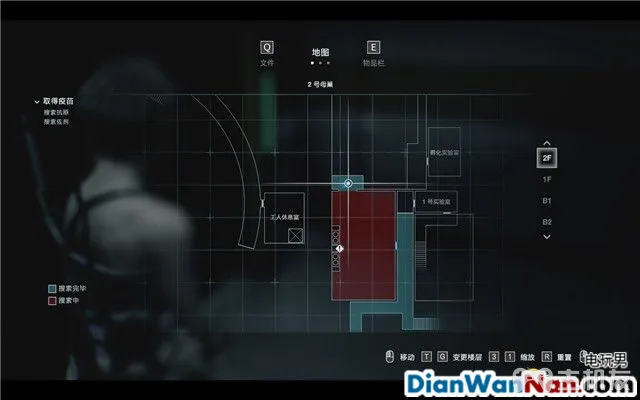 Q E
文件 地图 物品栏
2 号母巢
取得疫苗
搜索抗原
搜索佐剂
孵化实验室
2F
1F
工人休息室
1 号实验室
B1
B2
搜索完毕
搜索中
移动 T G 变更楼层 3 1 缩放 R 重置
电玩男
DianWanNan.com